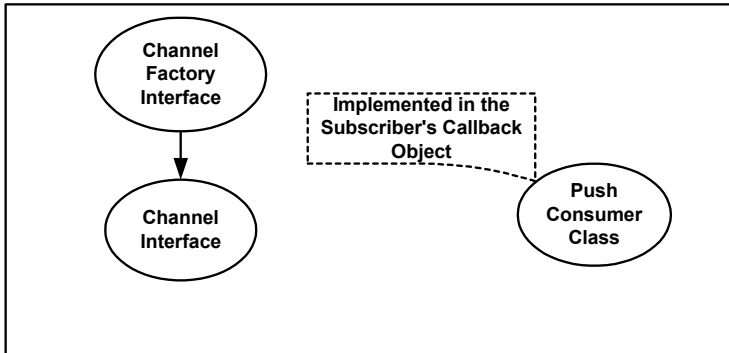 Channel
Factory
Interface
Implemented in the
Subscriber's Callback
Object
Channel
Interface
Push
Consumer
Class